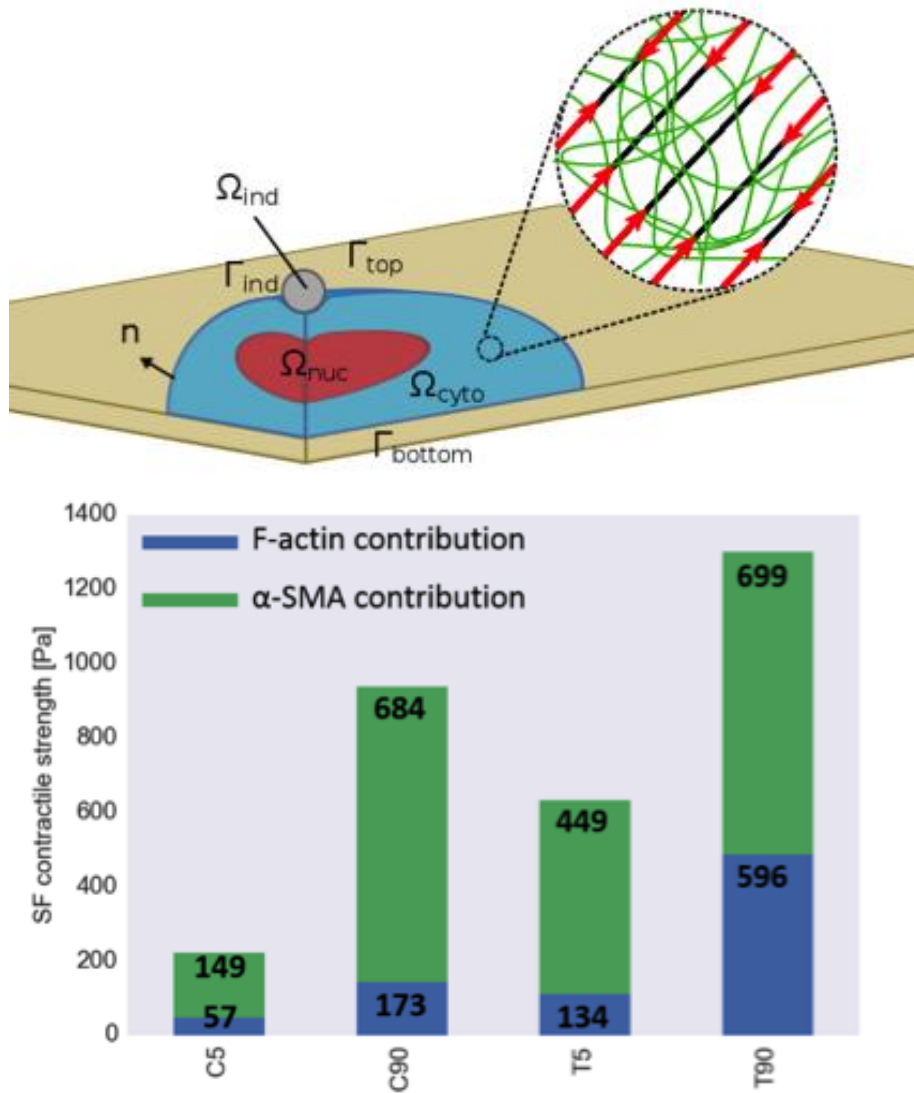 Ωind
Γtop
Γind
n
Ωnuc
Ωcyto
Γbottom
1400
F-actin contribution
1200
α-SMA contribution
1000
800
600
400
200
0
SF contractile strength [Pa]
149
57
684
173
449
134
699
596
C5
C90
T5
T90